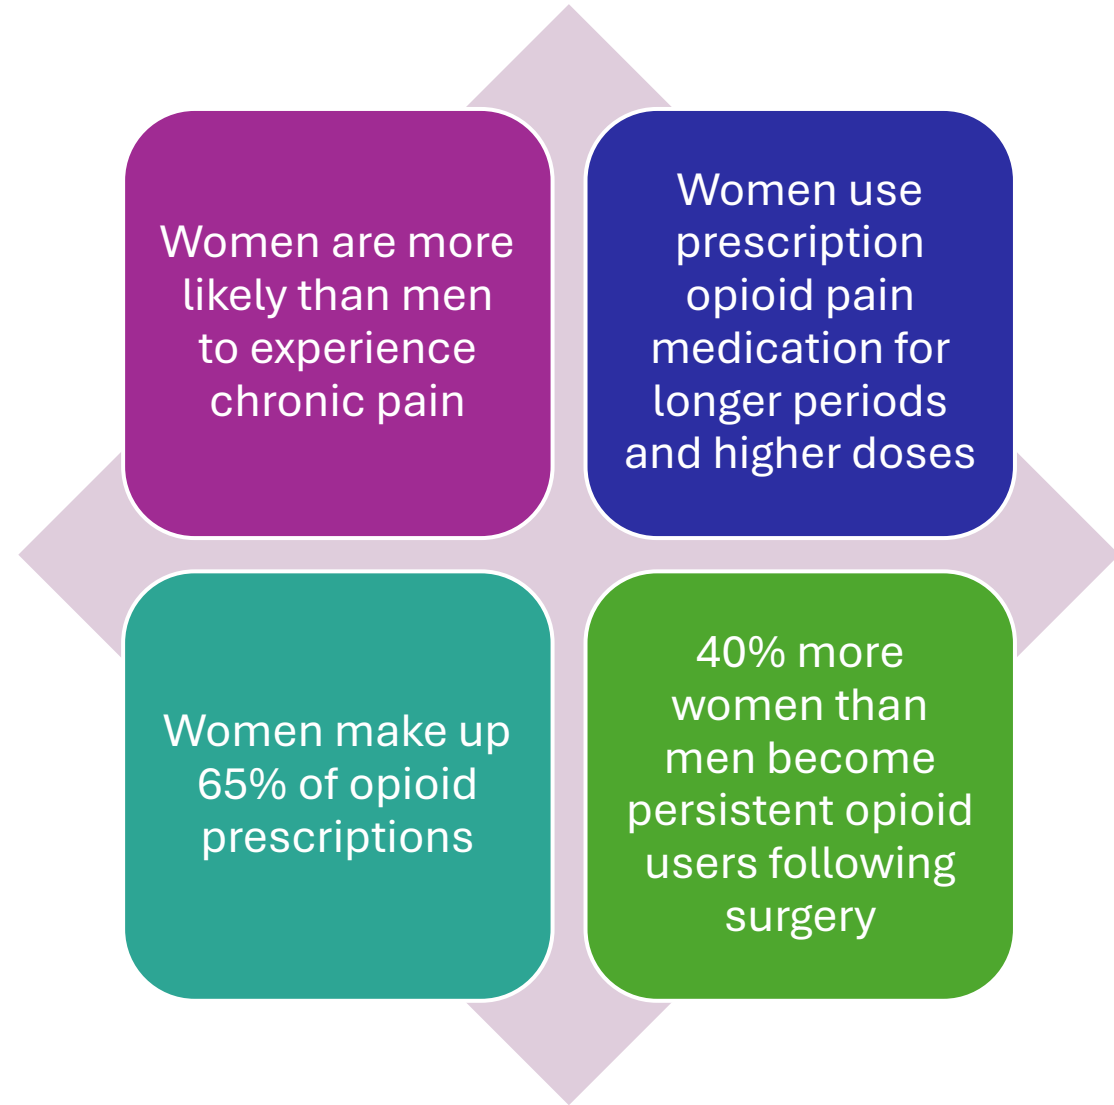 Women are more
likely than men
to experience
chronic pain
Women use
prescription
opioid pain
medication for
longer periods
and higher doses
Women make up
65% of opioid
prescriptions
40% more
women than
men become
persistent opioid
users following
surgery